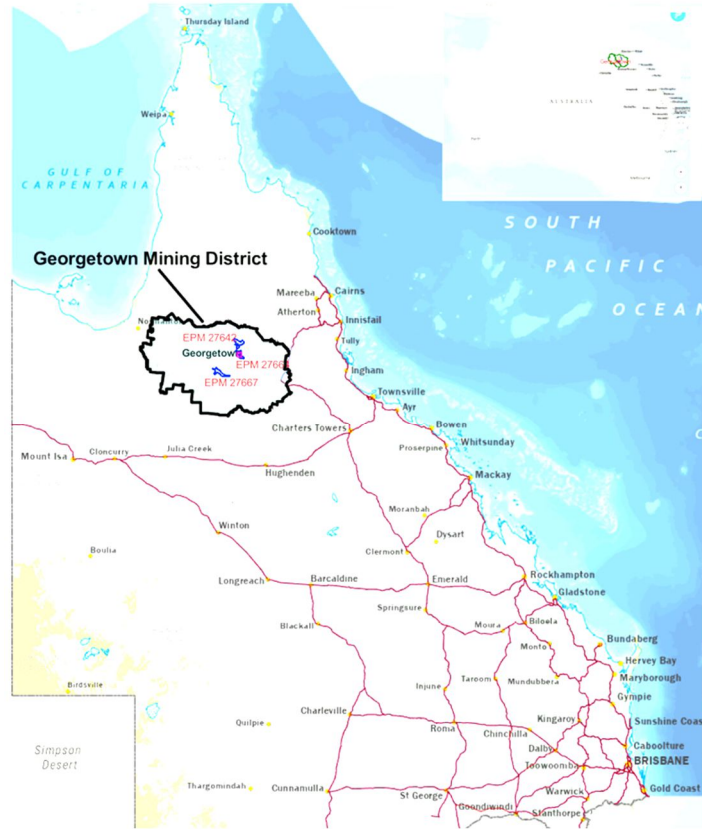 Thursday Island
Weipa
AUSTRALIA
GULF OF
CARPENTARIA
Cooktown
SOUTH
PACIFIC
OCEAN
Georgetown Mining District
Mareeba
Cairns
Atherton
Innisfail
EPM 27642
Tully
Georgetown
EPM 27667
Ingham
Townsville
Ayr
Charters Towers
Bowen
Whitsunday
Proserpine
Mount Isa
Cloncurry
Julia Creek
Hughenden
Mackay
Moranbah
Winton
Dysart
Boulia
Clermont
Longreach
Barcaldine
Emerald
Rockhampton
Gladstone
Springsure
Blackall
Moura
Biloela
Monto
Bundaberg
Hervey Bay
Maryborough
Birdsville
Injune
Taroom
Mundubbera
Gympie
Charleville
Quilpie
Roma
Chinchilla
Kingaroy
Sunshine Coas
Simpson
Desert
Dalby
Caboolture
Toowoomba
BRISBANE
Thargomindah
Cunnamulla
St George
Warwick
Gold Coast
Goondiwindi
Stanthorpe